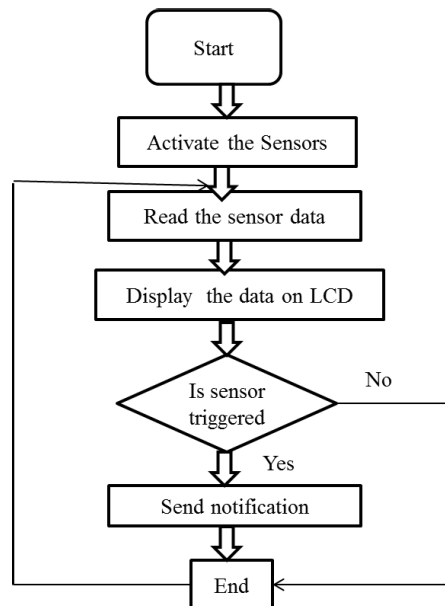 Start
Activate the Sensors
Read the sensor data
Display the data on LCD
Is sensor
triggered
No
Yes
Send notification
End